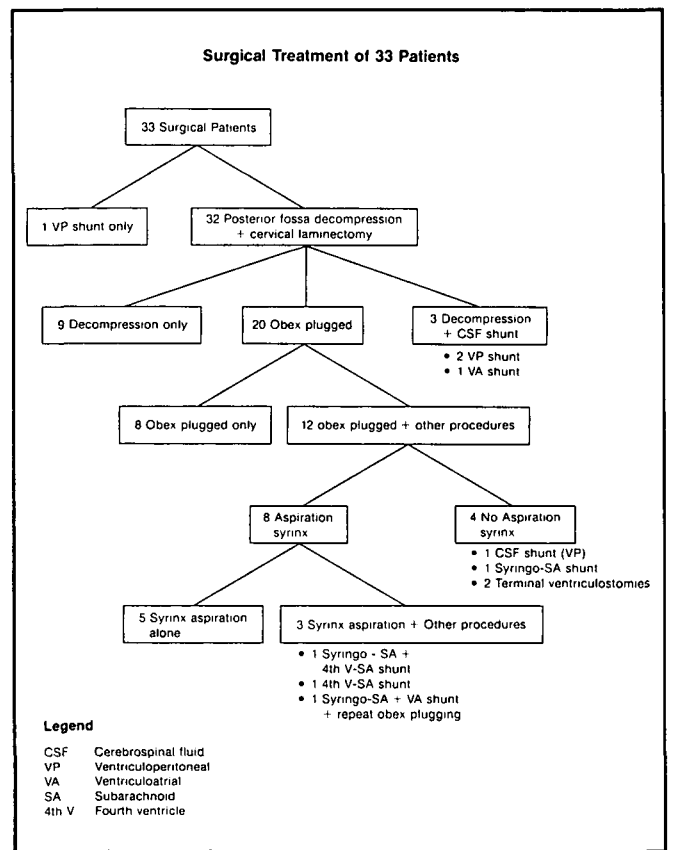 Surgical Treatment of 33 Patients
33 Surgical Patients
1 VP shunt only
32 Posterior fossa decompression
+ cervical laminectomy
9 Decompression only
20 Obex plugged
3 Decompression
+ CSF shunt
• 2 VP shunt
• 1 VA shunt
8 Obex plugged only
12 obex plugged + other procedures
8 Aspiration
syrinx
4 No Aspiration
syrinx
• 1 CSF shunt (VP)
• 1 Syringo-SA shunt
• 2 Terminal ventriculostomies
5 Syrinx aspiration
alone
3 Syrinx aspiration + Other procedures
• 1 Syringo - SA +
4th V-SA shunt
• 1 4th V-SA shunt
• 1 Syringo-SA + VA shunt
+ repeat obex plugging
Legend
CSF Cerebrospinal fluid
VP Ventriculoperitoneal
VA Ventriculoatrial
SA Subarachnoid
4th V Fourth ventricle